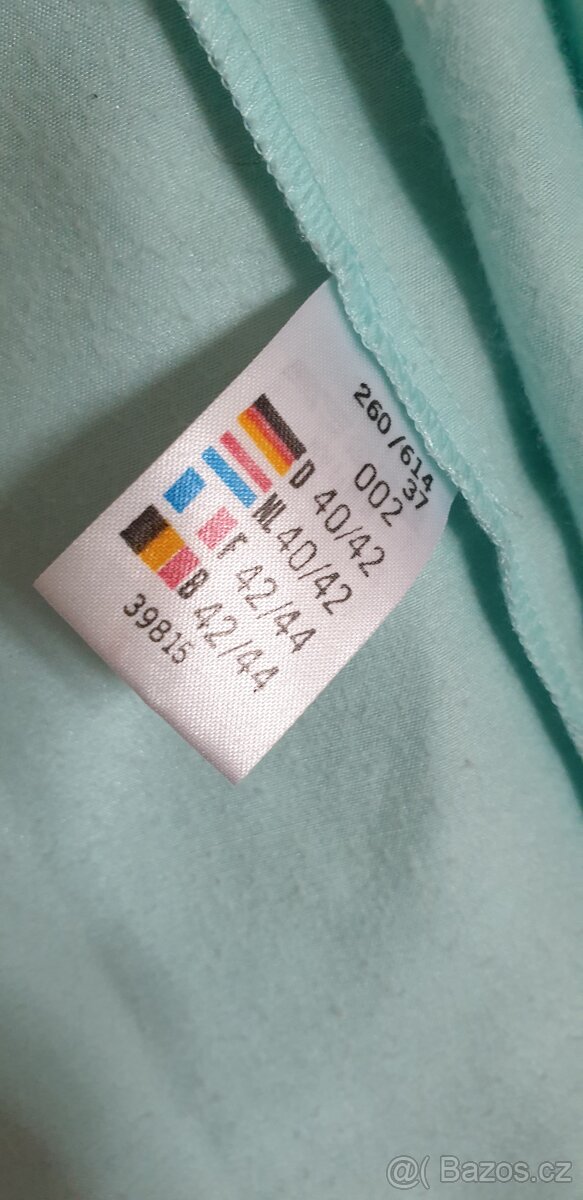 260/614
37
002
D 40/42
NL 40/42
F 42/44
B 42/44
39815
@( Bazos.cz